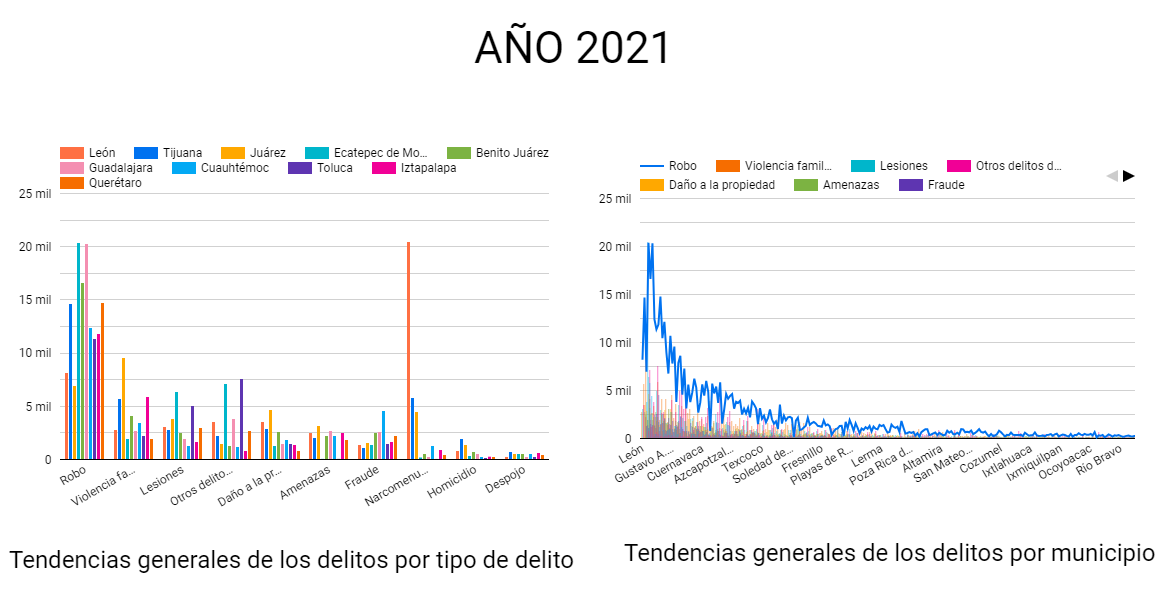 AÑO 2021
León Tijuana Juárez Ecatepec de Mo... Benito Juárez
Guadalajara Cuauhtémoc Toluca Iztapalapa
Querétaro
25 mil
20 mil
15 mil
10 mil
5 mil
0
Robo
Violencia fa...
Lesiones
Otros delito...
Daño a la pr...
Amenazas
Fraude
Narcomenu...
Homicidio
Despojo
Tendencias generales de los delitos por tipo de delito
Robo Violencia famil... Lesiones Otros delitos d...
Daño a la propiedad Amenazas Fraude
25 mil
20 mil
15 mil
10 mil
5 mil
0
León
Gustavo A...
Cuernavaca
Azcapotzal...
Texcoco
Soledad de...
Fresnillo
Playas de R...
Lerma
Poza Rica d...
Altamira
San Mateo...
Cozumel
Ixtlahuaca
Ixmiquilpan
Ocoyoacac
Río Bravo
Tendencias generales de los delitos por municipio